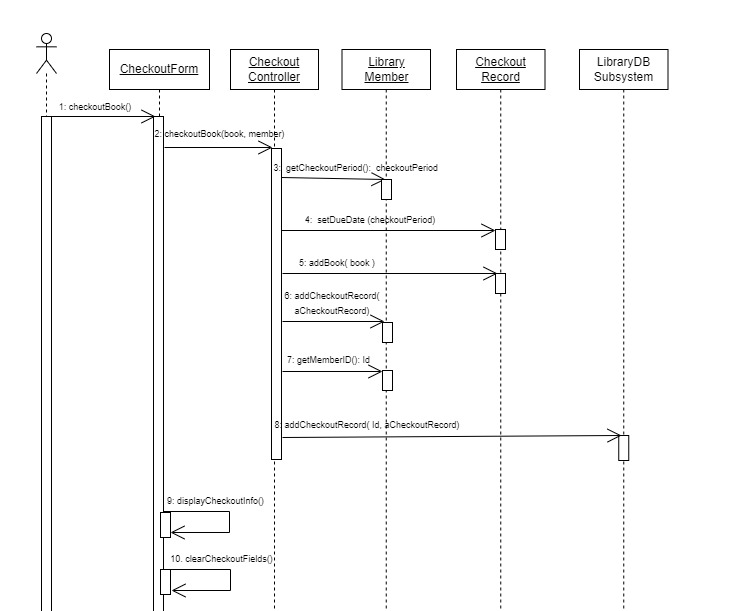 CheckoutForm
Checkout
Controller
Library
Member
Checkout
Record
LibraryDB
Subsystem
1: checkoutBook()
2: checkoutBook(book, member)
3:  getCheckoutPeriod():  checkoutPeriod
4:  setDueDate (checkoutPeriod)
5: addBook( book )
6: addCheckoutRecord(
aCheckoutRecord)
7: getMemberID(): Id
8: addCheckoutRecord( Id, aCheckoutRecord)
9: displayCheckoutInfo()
10. clearCheckoutFields()